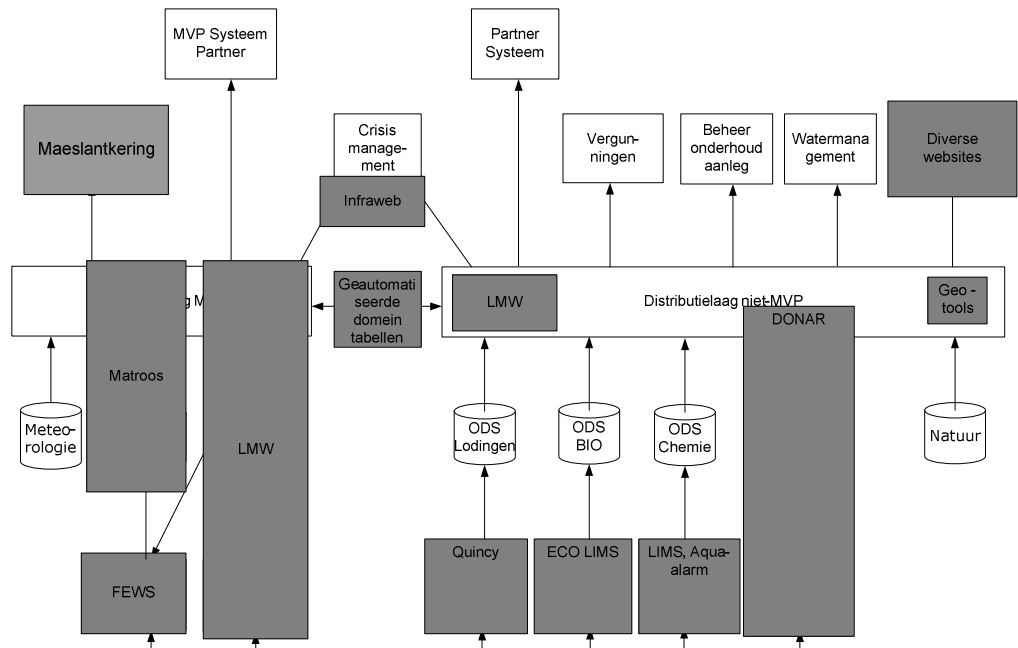 MVP Systeem
Partner
Partner
Systeem
Maeslantkering
Crisis
manage-
ment
Infraweb
Vergun-
ningen
Beheer
onderhoud
aanleg
Watermana
gement
Diverse
websites
g M
Geautomati
seerde
domein
tabellen
LMW
Distributielaag niet-MVP
Geo -
tools
DONAR
Matroos
LMW
Meteo-
rologie
ODS
Lodingen
ODS
BIO
ODS
Chemie
Natuur
FEWS
Quincy
ECO LIMS
LIMS, Aqua-
alarm